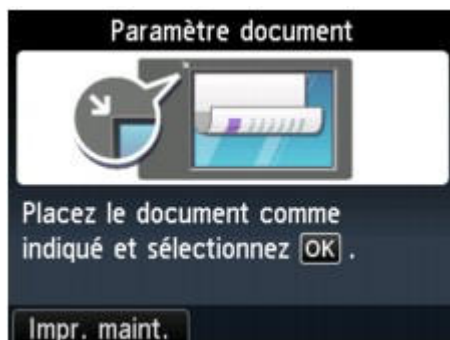 Paramètre document
Placez le document comme
indiqué et sélectionnez OK .
Impr. maint.